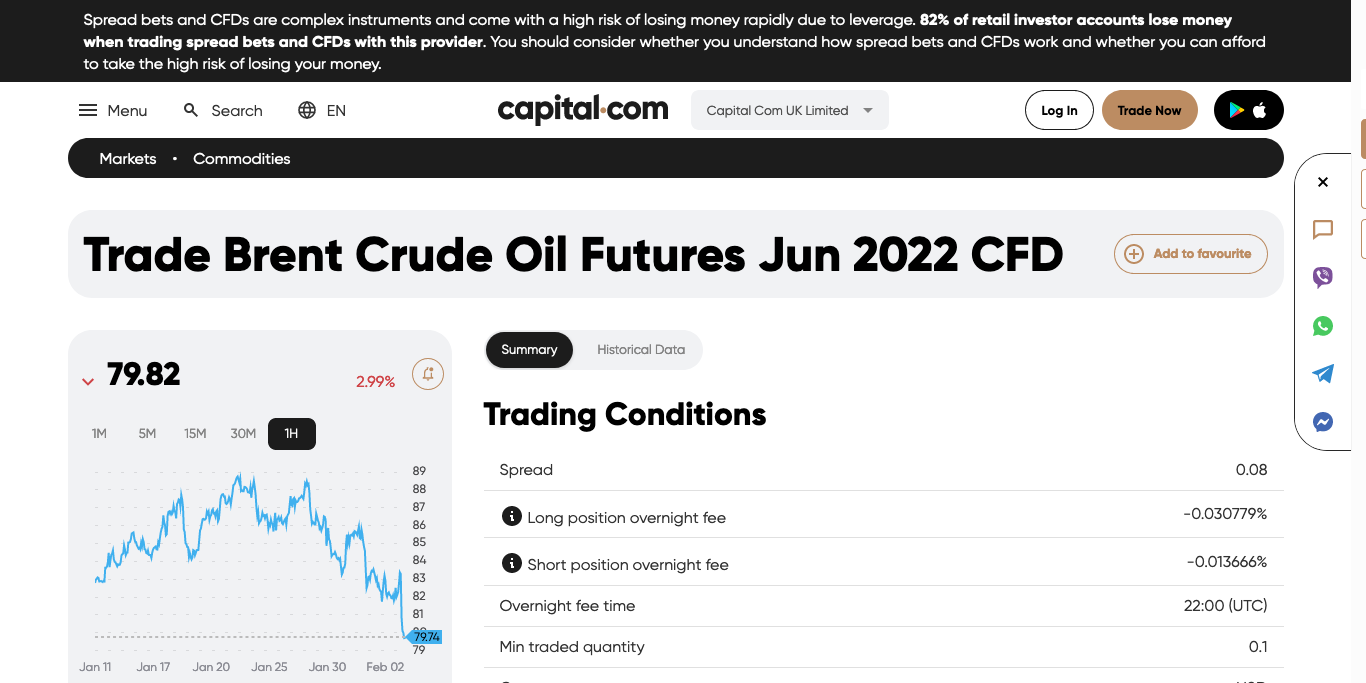 Spread bets and CFDs are complex instruments and come with a high risk of losing money rapidly due to leverage. 82% of retail investor accounts lose money
when trading spread bets and CFDs with this provider. You should consider whether you understand how spread bets and CFDs work and whether you can afford
to take the high risk of losing your money.
Menu Search EN capital.com Capital Com UK Limited Log In Trade Now
Markets • Commodities
Trade Brent Crude Oil Futures Jun 2022 CFD Add to favourite
79.82 2.99%
1M 5M 15M 30M 1H
89
88
87
86
85
84
83
82
81
79.74
79
Jan 11 Jan 17 Jan 20 Jan 25 Jan 30 Feb 02
Summary Historical Data
Trading Conditions
Spread 0.08
Long position overnight fee -0.030779%
Short position overnight fee -0.013666%
Overnight fee time 22:00 (UTC)
Min traded quantity 0.1